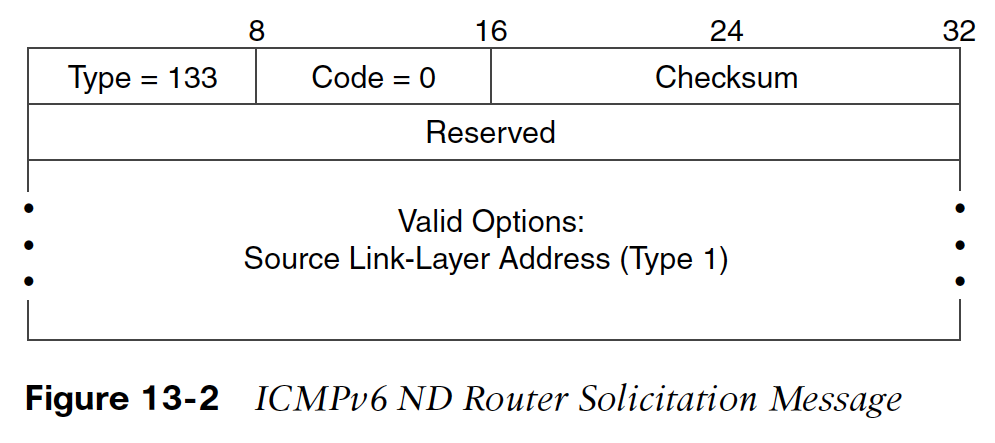 8 16 24 32
Type = 133 Code = 0 Checksum
Reserved
Valid Options:
Source Link-Layer Address (Type 1)
Figure 13-2 ICMPv6 ND Router Solicitation Message